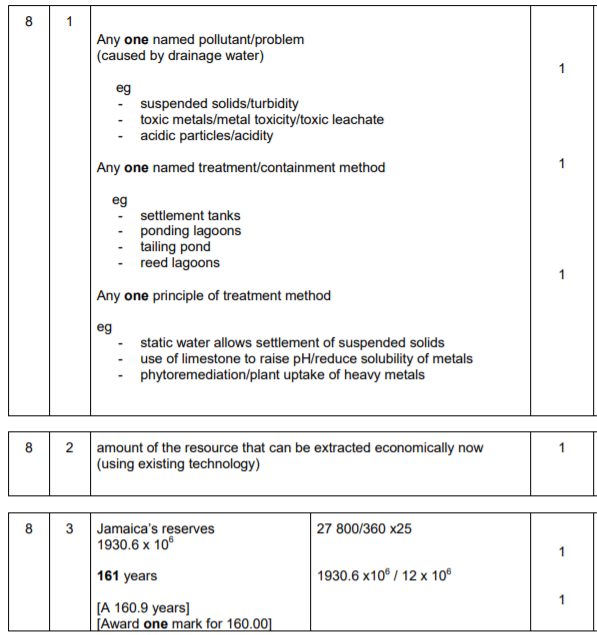 8 1
Any one named pollutant/problem
(caused by drainage water)
1
eg
- suspended solids/turbidity
- toxic metals/metal toxicity/toxic leachate
- acidic particles/acidity
Any one named treatment/containment method 1
eg
- settlement tanks
- ponding lagoons
- tailing pond
- reed lagoons
1
Any one principle of treatment method
eg
- static water allows settlement of suspended solids
- use of limestone to raise pH/reduce solubility of metals
- phytoremediation/plant uptake of heavy metals
8 2 amount of the resource that can be extracted economically now 1
(using existing technology)
8 3 Jamaica's reserves 27 800/360 x25
1930.6 x 10⁶
1
161 years 1930.6 x10⁶ / 12 x 10⁶
1
[A 160.9 years]
[Award one mark for 160.00]